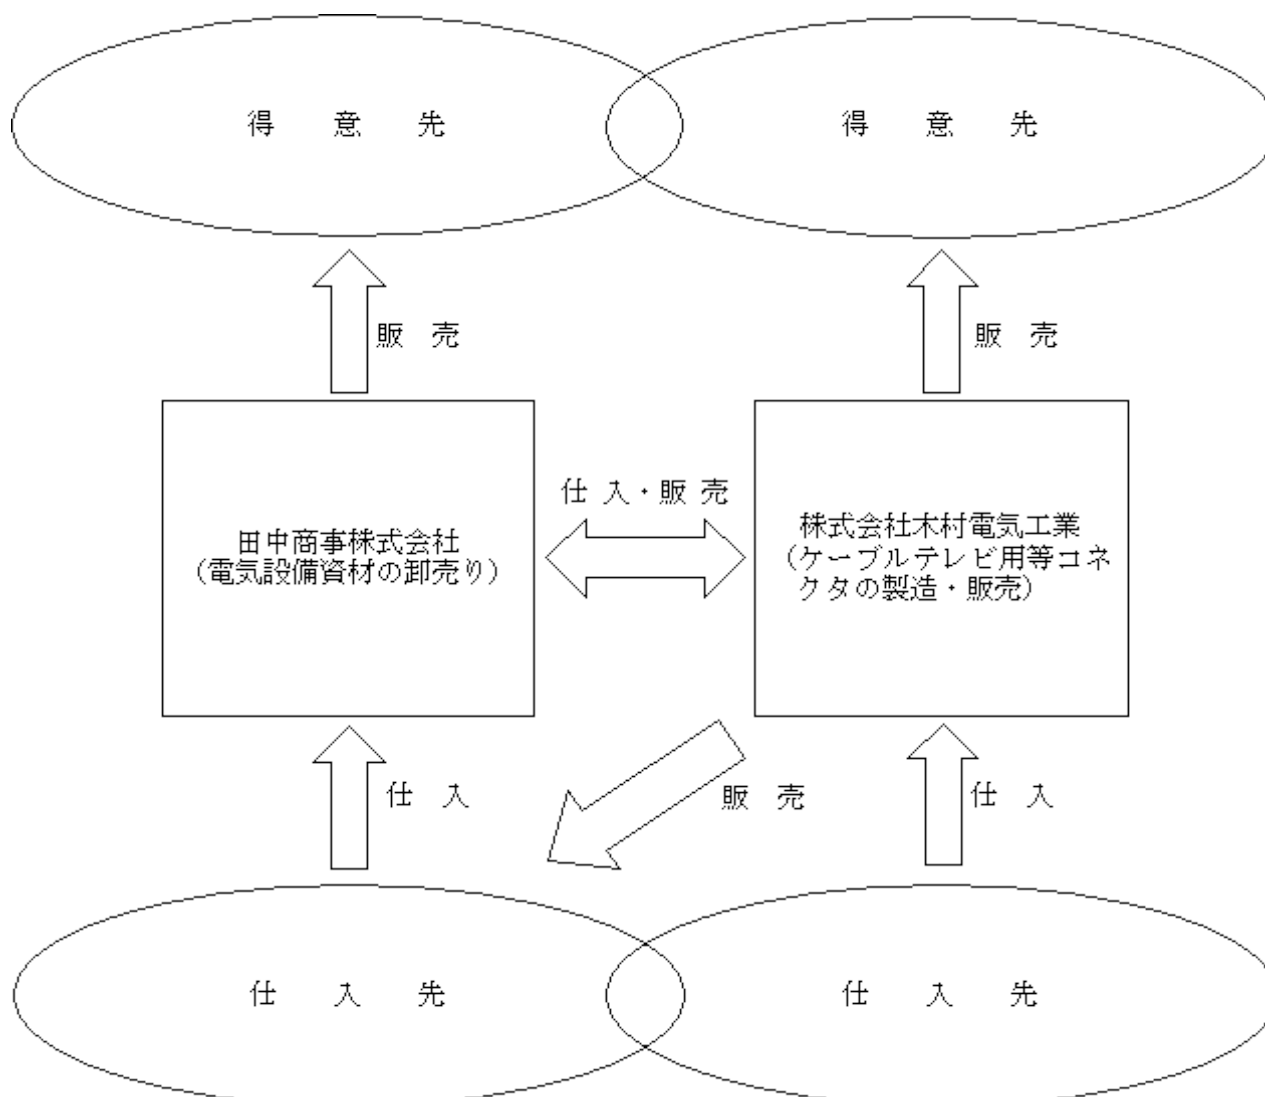 得意先
得意先
販売
販売
仕入・販売
田中商事株式会社
（電気設備資材の卸売り）
株式会社木村電気工業
（ケーブルテレビ用等コネ
クタの製造・販売）
仕入
販売
仕入
仕入先
仕入先